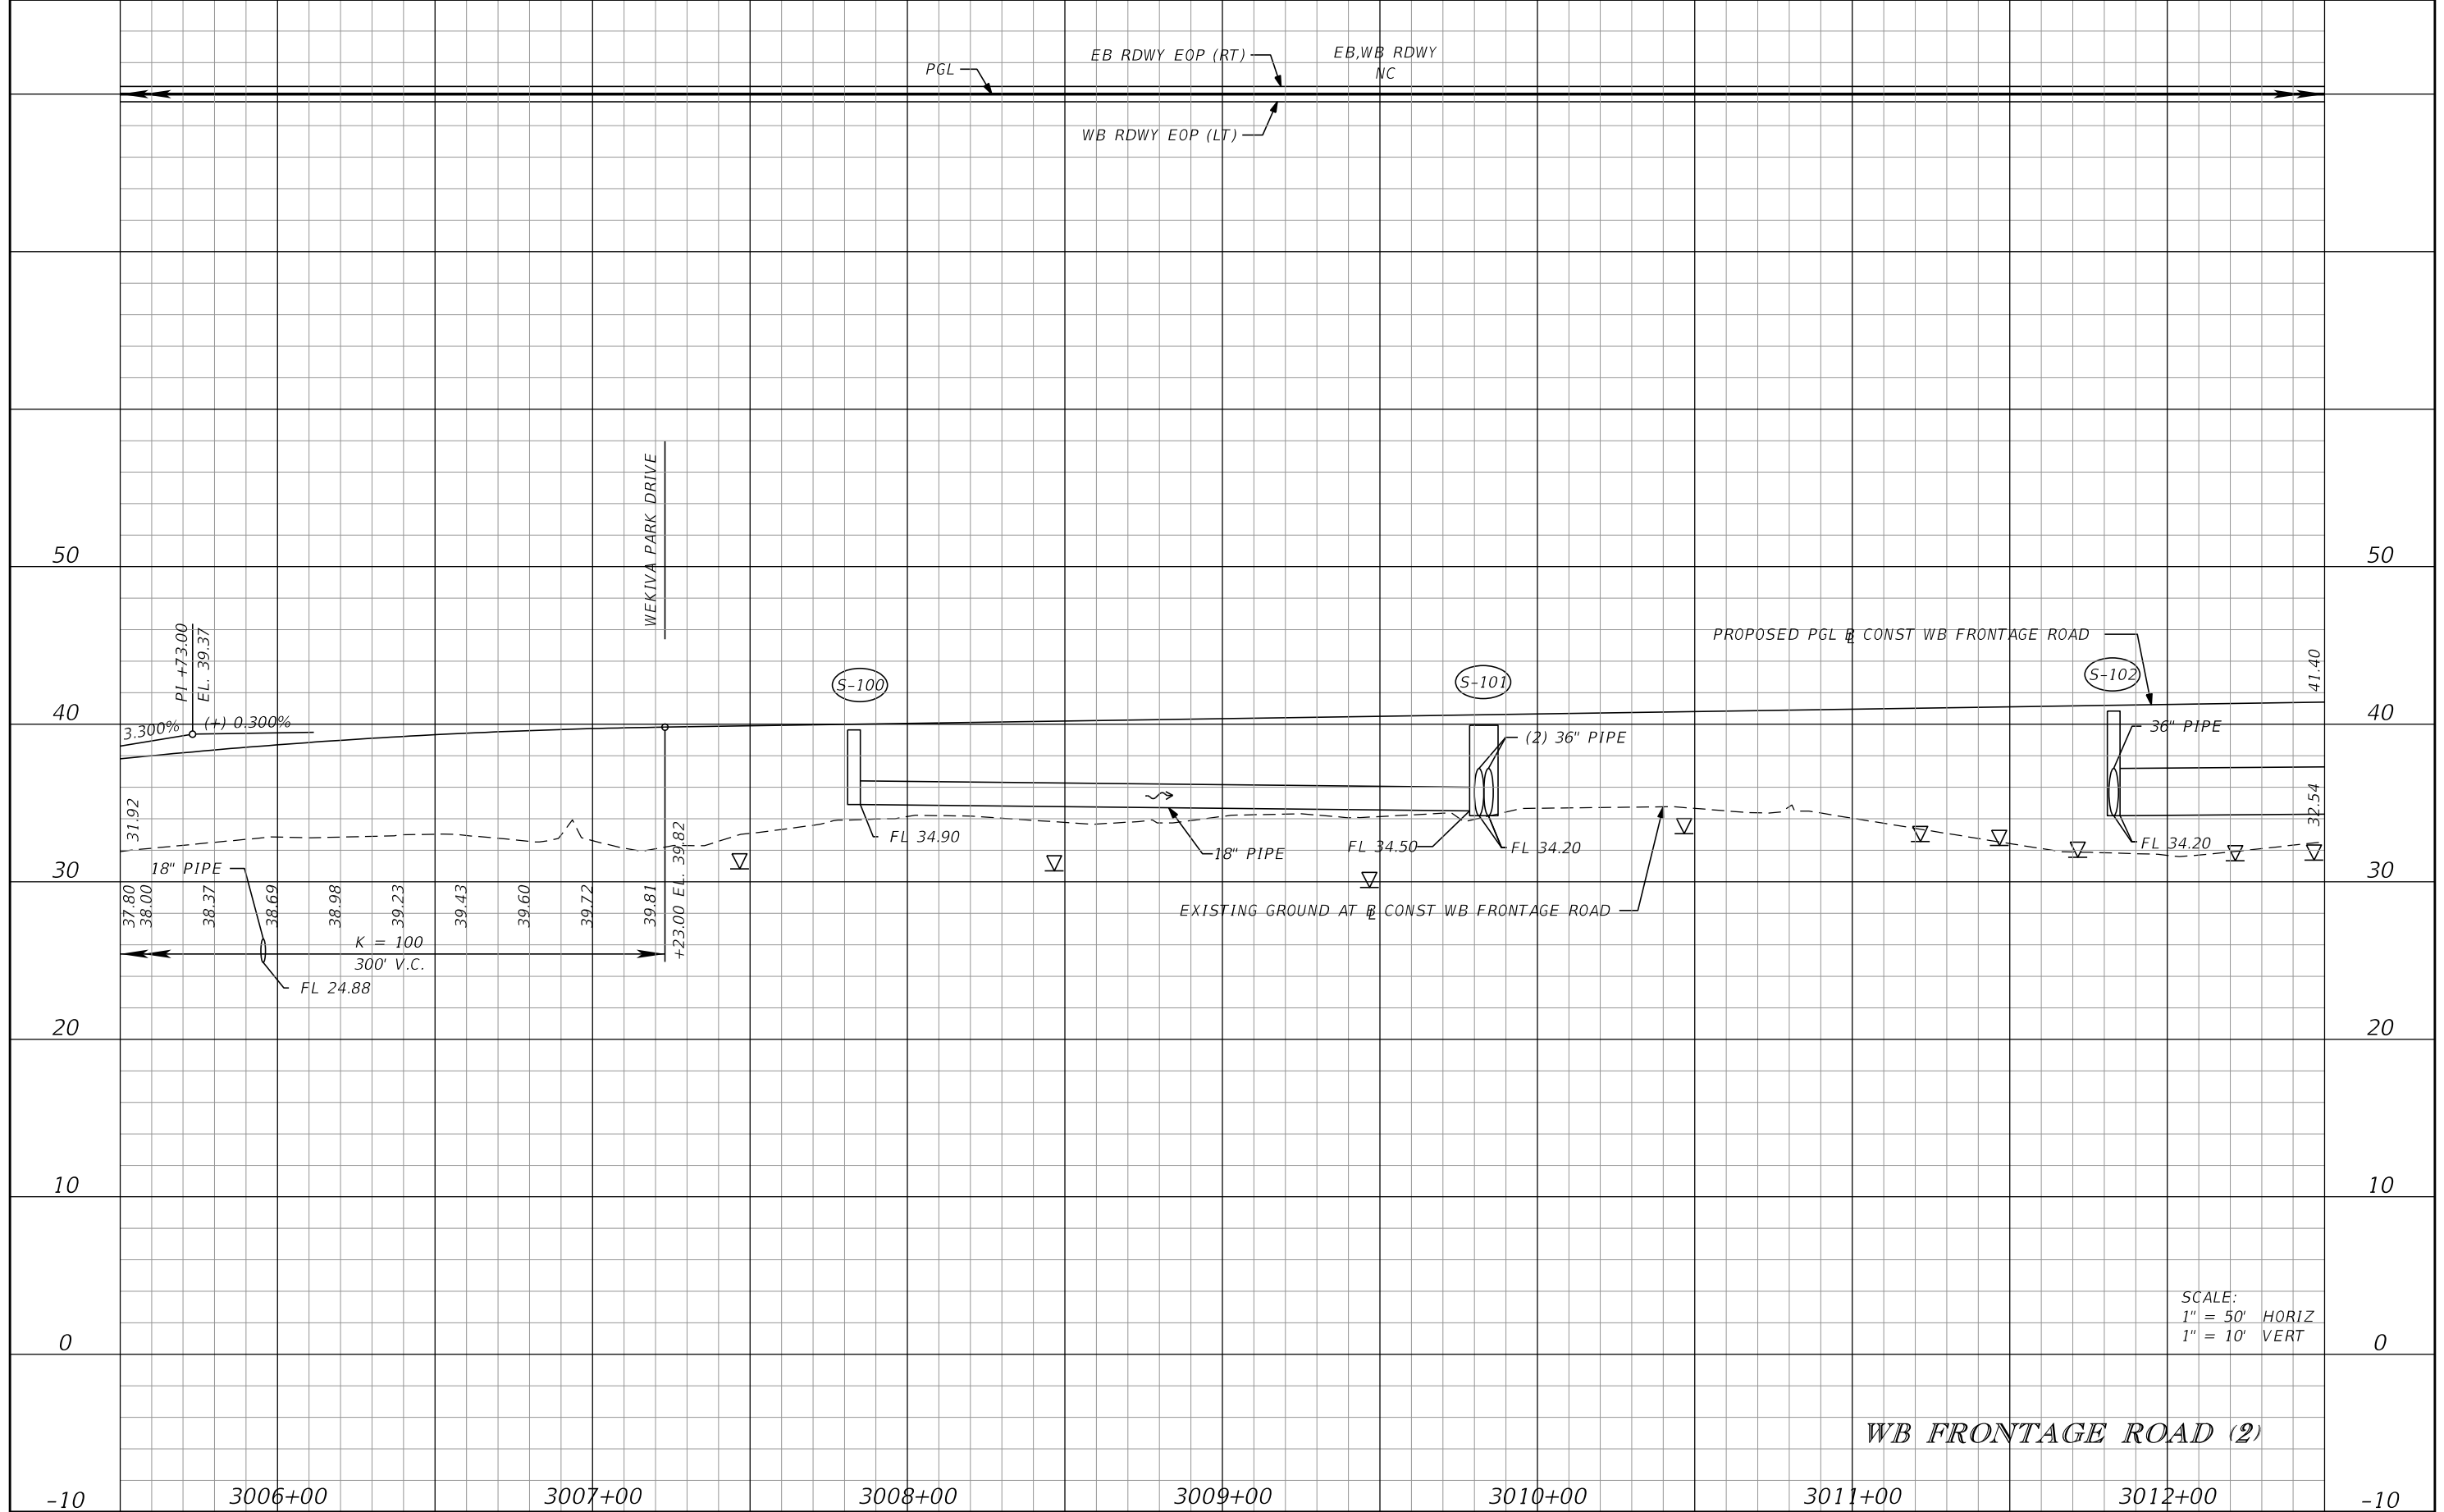 EB RDWY EOP (RT)
EB,WB RDWY
NC
PGL
WB RDWY EOP (LT)
WEKIVA PARK DRIVE
50
50
PI +73.00
EL. 39.37
PROPOSED PGL ℄ CONST WB FRONTAGE ROAD
41.40
S-100
S-101
S-102
40
40
3.300%
(+) 0.300%
36" PIPE
(2) 36" PIPE
31.92
32.54
FL 34.90
18" PIPE
FL 34.50
FL 34.20
FL 34.20
30
30
18" PIPE
37.80
38.00
38.37
38.69
38.98
39.23
39.43
39.60
39.72
39.81
+23.00 EL. 39.82
EXISTING GROUND AT ℄ CONST WB FRONTAGE ROAD
K = 100
300' V.C.
FL 24.88
20
20
10
10
SCALE:
1" = 50' HORIZ
1" = 10' VERT
0
0
WB FRONTAGE ROAD (2)
-10
3006+00
3007+00
3008+00
3009+00
3010+00
3011+00
3012+00
-10